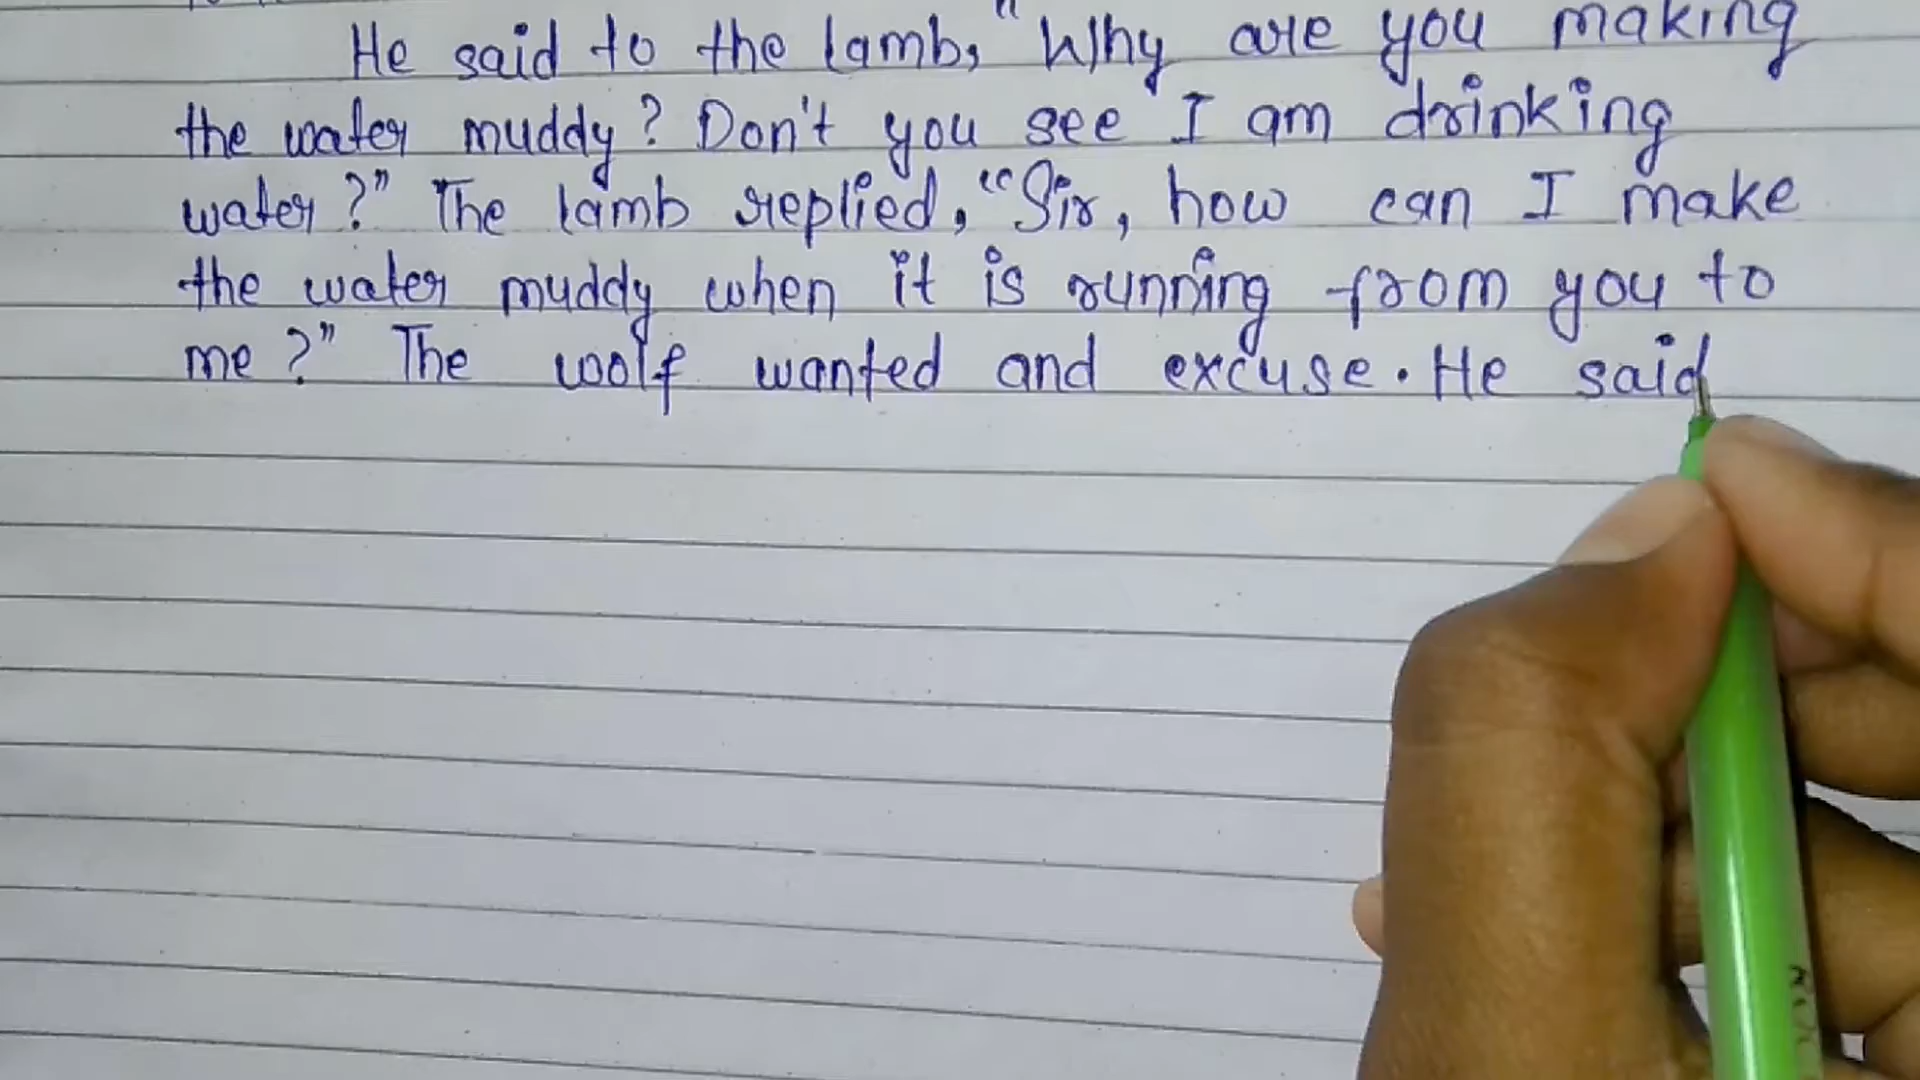 He said to the lamb, "Why are you making
the water muddy? Don't you see I am drinking
water?" The lamb replied, "Sir, how can I make
the water muddy when it is running from you to
me?" The wolf wanted and excuse. He said